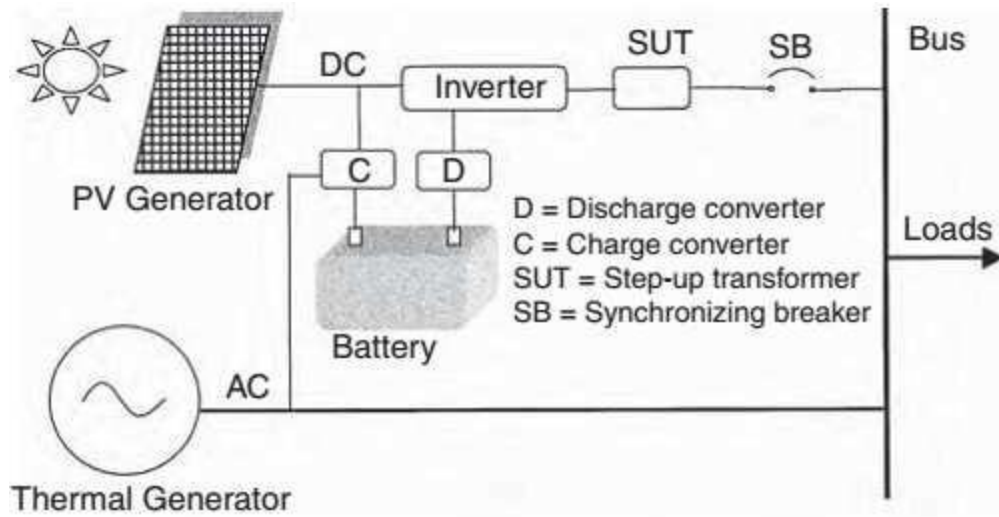 SUT
SB
Bus
DC
Inverter
C
D
PV Generator
D = Discharge converter
C = Charge converter
SUT = Step-up transformer
SB = Synchronizing breaker
Loads
Battery
AC
Thermal Generator